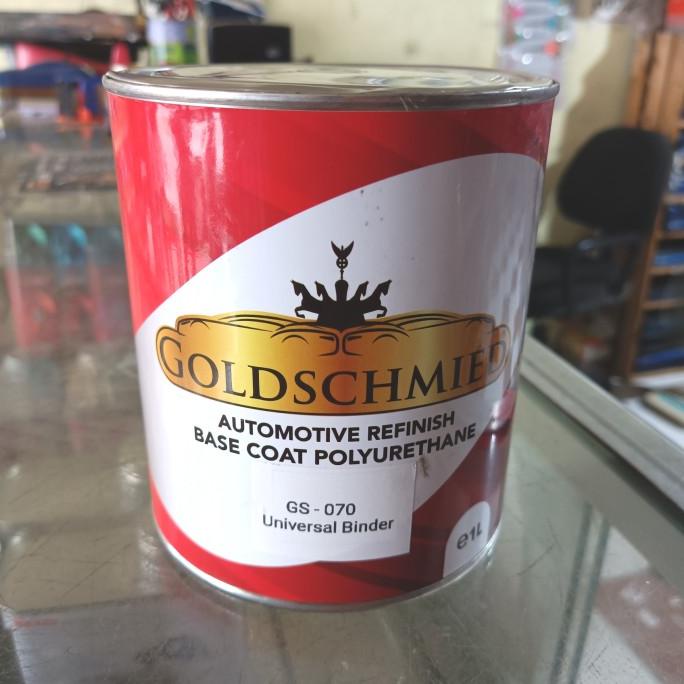 GOLDSCHMIED
AUTOMOTIVE REFINISH
BASE COAT POLYURETHANE
GS - 070
Universal Binder
e1L